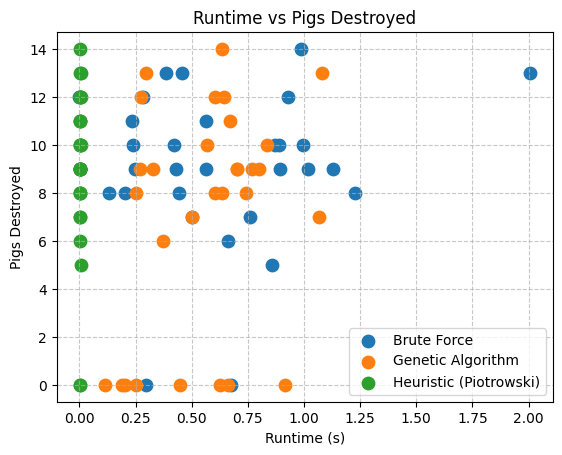 Runtime vs Pigs Destroyed
Pigs Destroyed
14
12
10
8
6
4
2
0
Brute Force
Genetic Algorithm
Heuristic (Piotrowski)
0.00 0.25 0.50 0.75 1.00 1.25 1.50 1.75 2.00
Runtime (s)